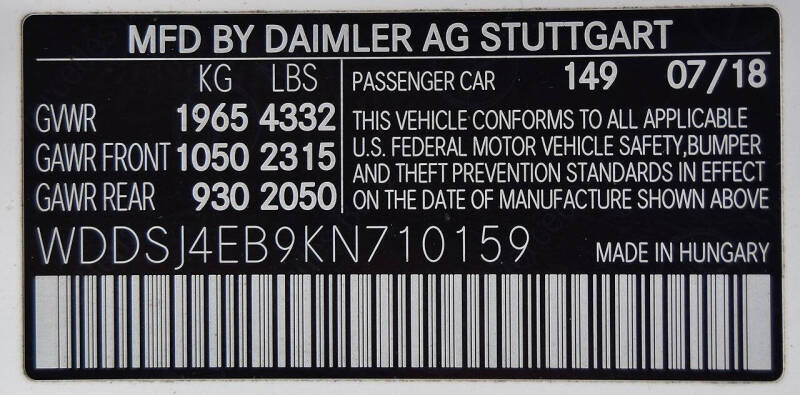 MFD BY DAIMLER AG STUTTGART
KG LBS
GVWR 1965 4332
GAWR FRONT 1050 2315
GAWR REAR 930 2050
PASSENGER CAR 149 07/18
THIS VEHICLE CONFORMS TO ALL APPLICABLE
U.S. FEDERAL MOTOR VEHICLE SAFETY,BUMPER
AND THEFT PREVENTION STANDARDS IN EFFECT
ON THE DATE OF MANUFACTURE SHOWN ABOVE
WDDSJ4EB9KN710159
MADE IN HUNGARY